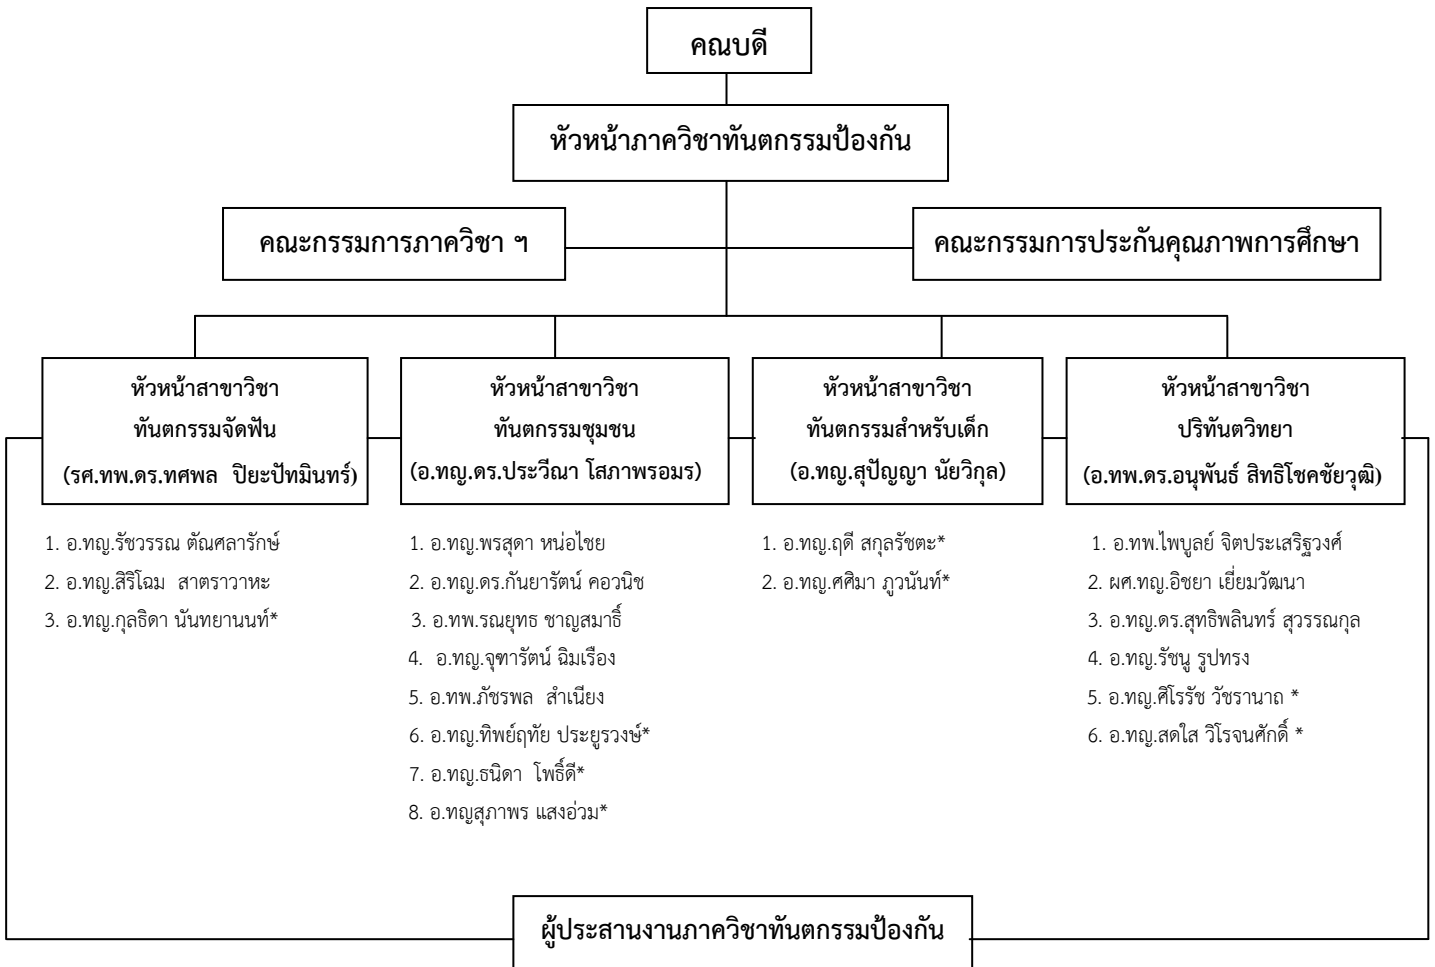 คณบดี
หัวหน้าภาควิชาทันตกรรมป้องกัน
คณะกรรมการภาควิชา ฯ
คณะกรรมการประกันคุณภาพการศึกษา
หัวหน้าสาขาวิชา
ทันตกรรมจัดฟัน
(รศ.ทพ.ดร.ทศพล  ปิยะปัทมินทร์)
หัวหน้าสาขาวิชา
ทันตกรรมชุมชน
(อ.ทญ.ดร.ประวีณา โสภาพรอมร)
หัวหน้าสาขาวิชา
ทันตกรรมสำหรับเด็ก
(อ.ทญ.สุปัญญา นัยวิกุล)
หัวหน้าสาขาวิชา
ปริทันตวิทยา
(อ.ทพ.ดร.อนุพันธ์ สิทธิโชคชัยวุฒิ)
1. อ.ทญ.รัชวรรณ ตัณศลารักษ์
2. อ.ทญ.สิริโฉม  สาตราวาหะ
3. อ.ทญ.กุลธิดา นันทยานนท์*
1. อ.ทญ.พรสุดา หน่อไชย
2. อ.ทญ.ดร.กันยารัตน์ คอวนิช
3. อ.ทพ.รณยุทธ ชาญสมาธิ์
4.  อ.ทญ.จุฑารัตน์ ฉิมเรือง
5. อ.ทพ.ภัชรพล  สำเนียง
6. อ.ทญ.ทิพย์ฤทัย ประยูรวงษ์*
7. อ.ทญ.ธนิดา  โพธิ์ดี*
8. อ.ทญสุภาพร แสงอ่วม*
1. อ.ทญ.ฤดี สกุลรัชตะ*
2. อ.ทญ.ศศิมา ภูวนันท์*
1. อ.ทพ.ไพบูลย์ จิตประเสริฐวงศ์
2. ผศ.ทญ.อิชยา เยี่ยมวัฒนา
3. อ.ทญ.ดร.สุทธิพลินทร์ สุวรรณกุล
4. อ.ทญ.รัชนู รูปทรง
5. อ.ทญ.ศิโรรัช วัชรานาถ *
6. อ.ทญ.สดใส วิโรจนศักดิ์ *
ผู้ประสานงานภาควิชาทันตกรรมป้องกัน